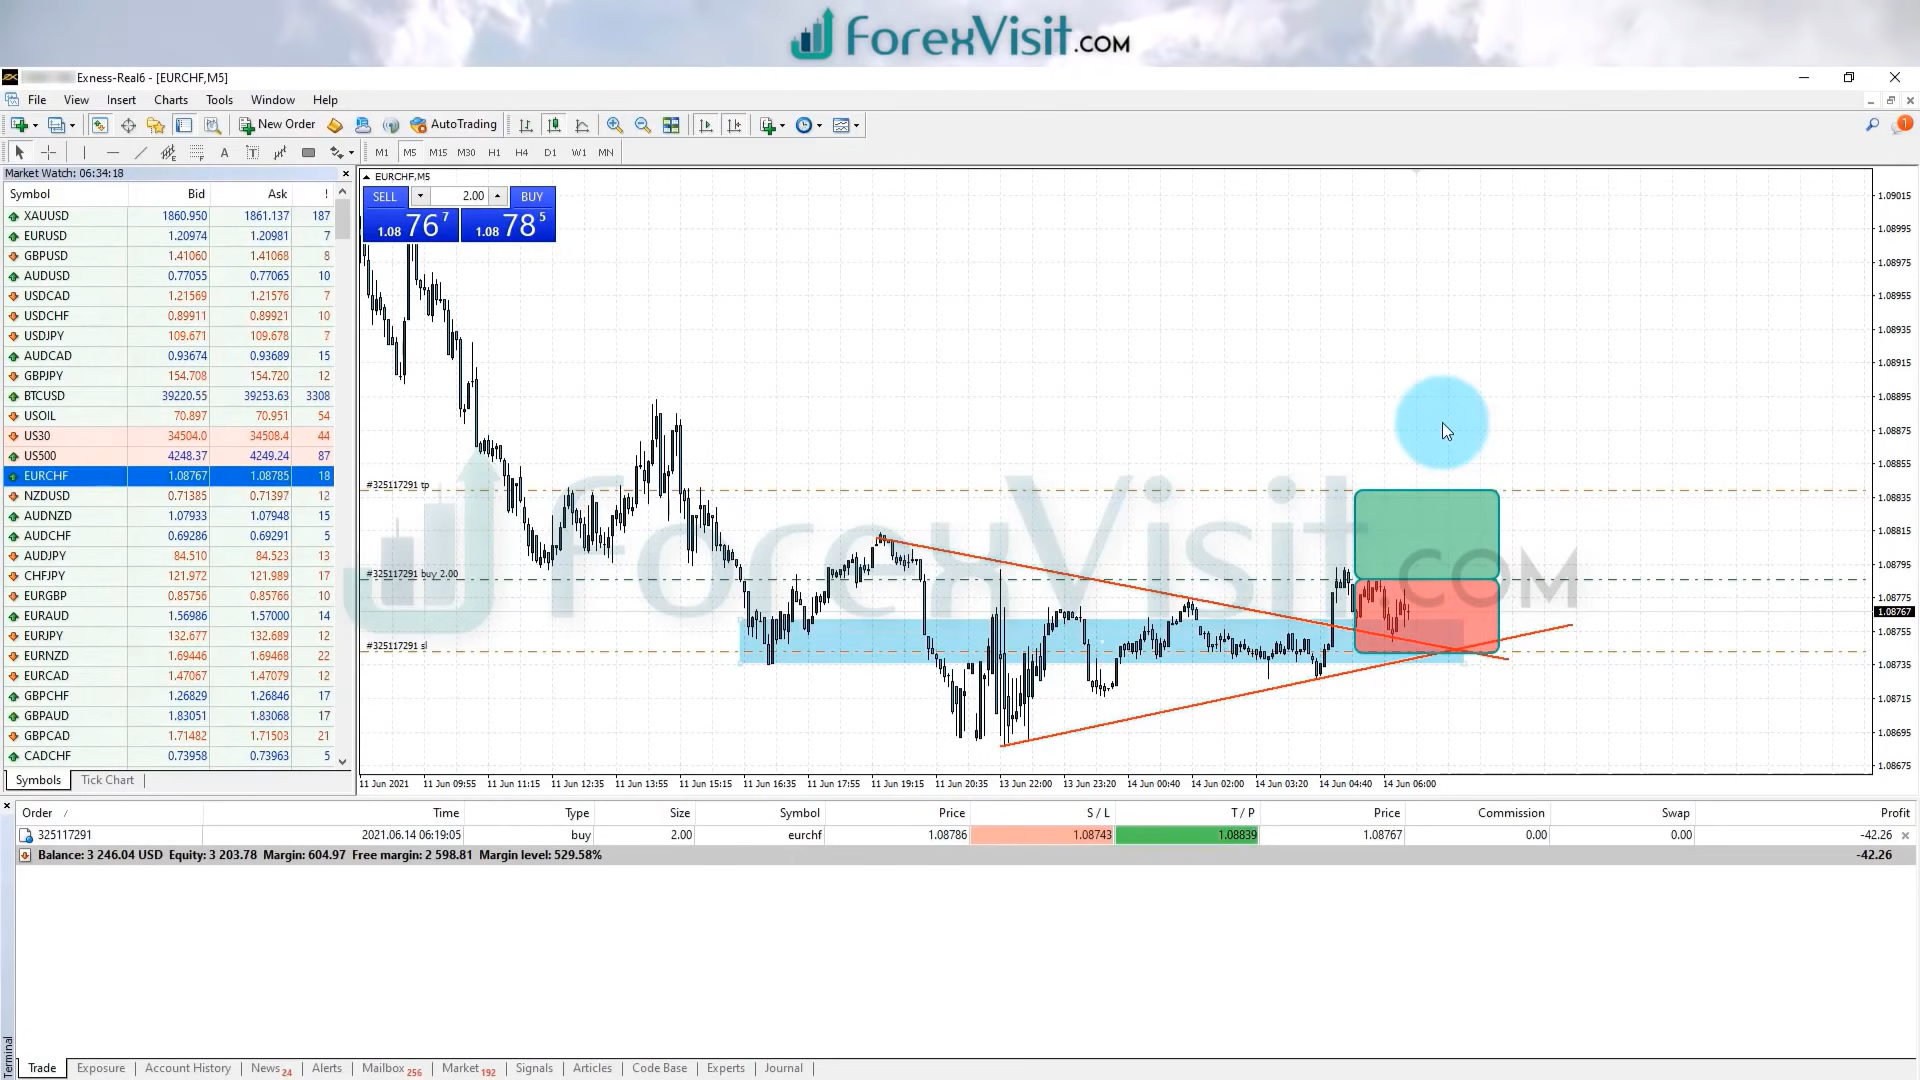 ForexVisit.COM
Exness-Real6 - [EURCHF,M5]
File View Insert Charts Tools Window Help
New Order AutoTrading 1
A T M1 M5 M15 M30 H1 H4 D1 W1 MN
Market Watch: 06:34:18
Symbol Bid Ask !
XAUUSD 1860.950 1861.137 187
EURUSD 1.20974 1.20981 7
GBPUSD 1.41060 1.41068 8
AUDUSD 0.77055 0.77065 10
USDCAD 1.21569 1.21576 7
USDCHF 0.89911 0.89921 10
USDJPY 109.671 109.678 7
AUDCAD 0.93674 0.93689 15
GBPJPY 154.708 154.720 12
BTCUSD 39220.55 39253.63 3308
USOIL 70.897 70.951 54
US30 34504.0 34508.4 44
US500 4248.37 4249.24 87
EURCHF 1.08767 1.08785 18
NZDUSD 0.71385 0.71397 12
AUDNZD 1.07933 1.07948 15
AUDCHF 0.69286 0.69291 5
AUDJPY 84.510 84.523 13
CHFJPY 121.972 121.989 17
EURGBP 0.85756 0.85766 10
EURAUD 1.56986 1.57000 14
EURJPY 132.677 132.689 12
EURNZD 1.69446 1.69468 22
EURCAD 1.47067 1.47079 12
GBPCHF 1.26829 1.26846 17
GBPAUD 1.83051 1.83068 17
GBPCAD 1.71482 1.71503 21
CADCHF 0.73958 0.73963 5
Symbols Tick Chart
EURCHF,M5
SELL 2.00 BUY
1.08 76 7 1.08 78 5
#325117291 tp
#325117291 buy 2.00
#325117291 sl
ForexVisit.COM
1.09015
1.08995
1.08975
1.08955
1.08935
1.08915
1.08895
1.08875
1.08855
1.08835
1.08815
1.08795
1.08775
1.08767
1.08755
1.08735
1.08715
1.08695
1.08675
11 Jun 2021 11 Jun 09:55 11 Jun 11:15 11 Jun 12:35 11 Jun 13:55 11 Jun 15:15 11 Jun 16:35 11 Jun 17:55 11 Jun 19:15 11 Jun 20:35 13 Jun 22:00 13 Jun 23:20 14 Jun 00:40 14 Jun 02:00 14 Jun 03:20 14 Jun 04:40 14 Jun 06:00
Order / Time Type Size Symbol Price S / L T / P Price Commission Swap Profit
325117291 2021.06.14 06:19:05 buy 2.00 eurchf 1.08786 1.08743 1.08839 1.08767 0.00 0.00 -42.26
Balance: 3 246.04 USD Equity: 3 203.78 Margin: 604.97 Free margin: 2 598.81 Margin level: 529.58% -42.26
Terminal
Trade Exposure Account History News 24 Alerts Mailbox 256 Market 192 Signals Articles Code Base Experts Journal